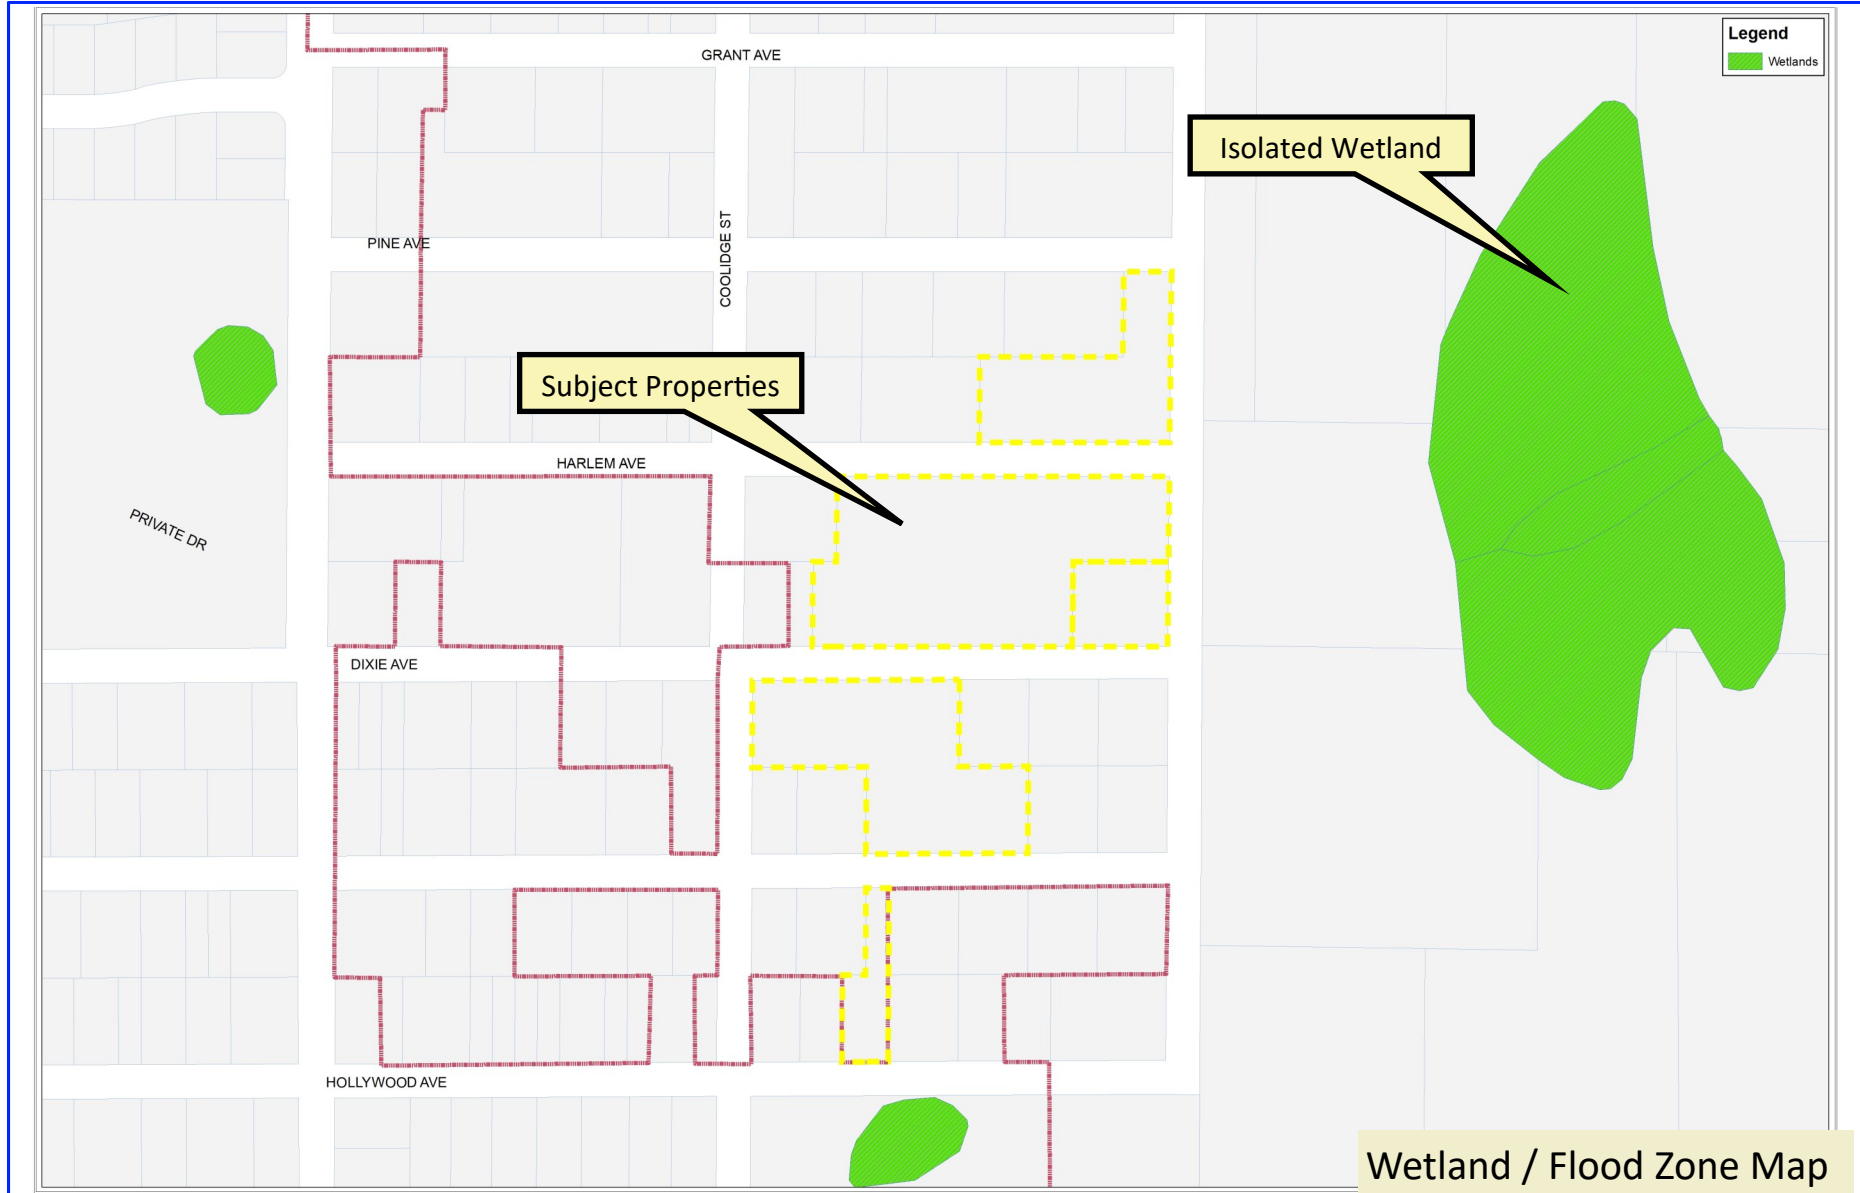 GRANT AVE
Legend
Wetlands
Isolated Wetland
PINE AVE
COOLIDGE ST
Subject Properties
HARLEM AVE
PRIVATE DR
DIXIE AVE
HOLLYWOOD AVE
Wetland / Flood Zone Map